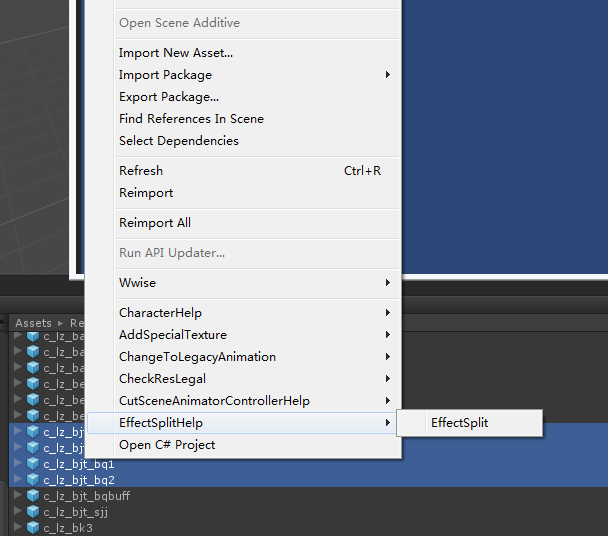 Open Scene Additive
Import New Asset...
Import Package
Export Package...
Find References In Scene
Select Dependencies
Refresh Ctrl+R
Reimport
Reimport All
Run API Updater...
Wwise
CharacterHelp
AddSpecialTexture
ChangeToLegacyAnimation
CheckResLegal
CutSceneAnimatorControllerHelp
EffectSplitHelp
EffectSplit
Open C# Project
Assets ▸ Re
c_lz_ba
c_lz_ba
c_lz_ba
c_lz_be
c_lz_be
c_lz_be
c_lz_bj
c_lz_bj
c_lz_bjt_bq1
c_lz_bjt_bq2
c_lz_bjt_bqbuff
c_lz_bjt_sjj
c_lz_bk3